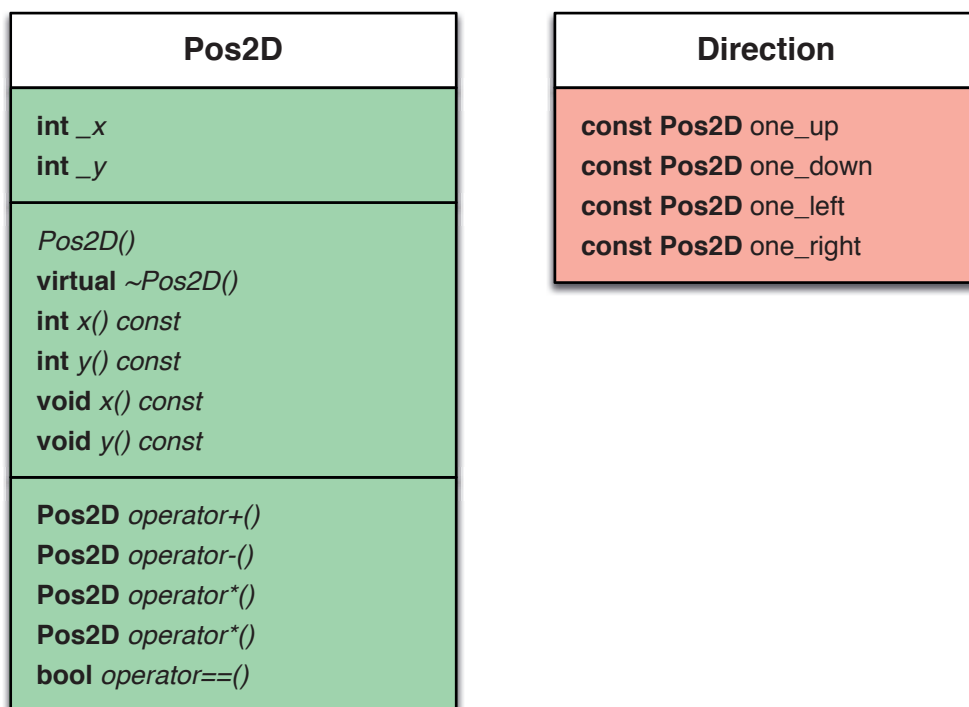 Pos2D
int _x
int _y
Pos2D()
virtual ~Pos2D()
int x() const
int y() const
void x() const
void y() const
Pos2D operator+()
Pos2D operator-()
Pos2D operator*()
Pos2D operator*()
bool operator==()
Direction
const Pos2D one_up
const Pos2D one_down
const Pos2D one_left
const Pos2D one_right